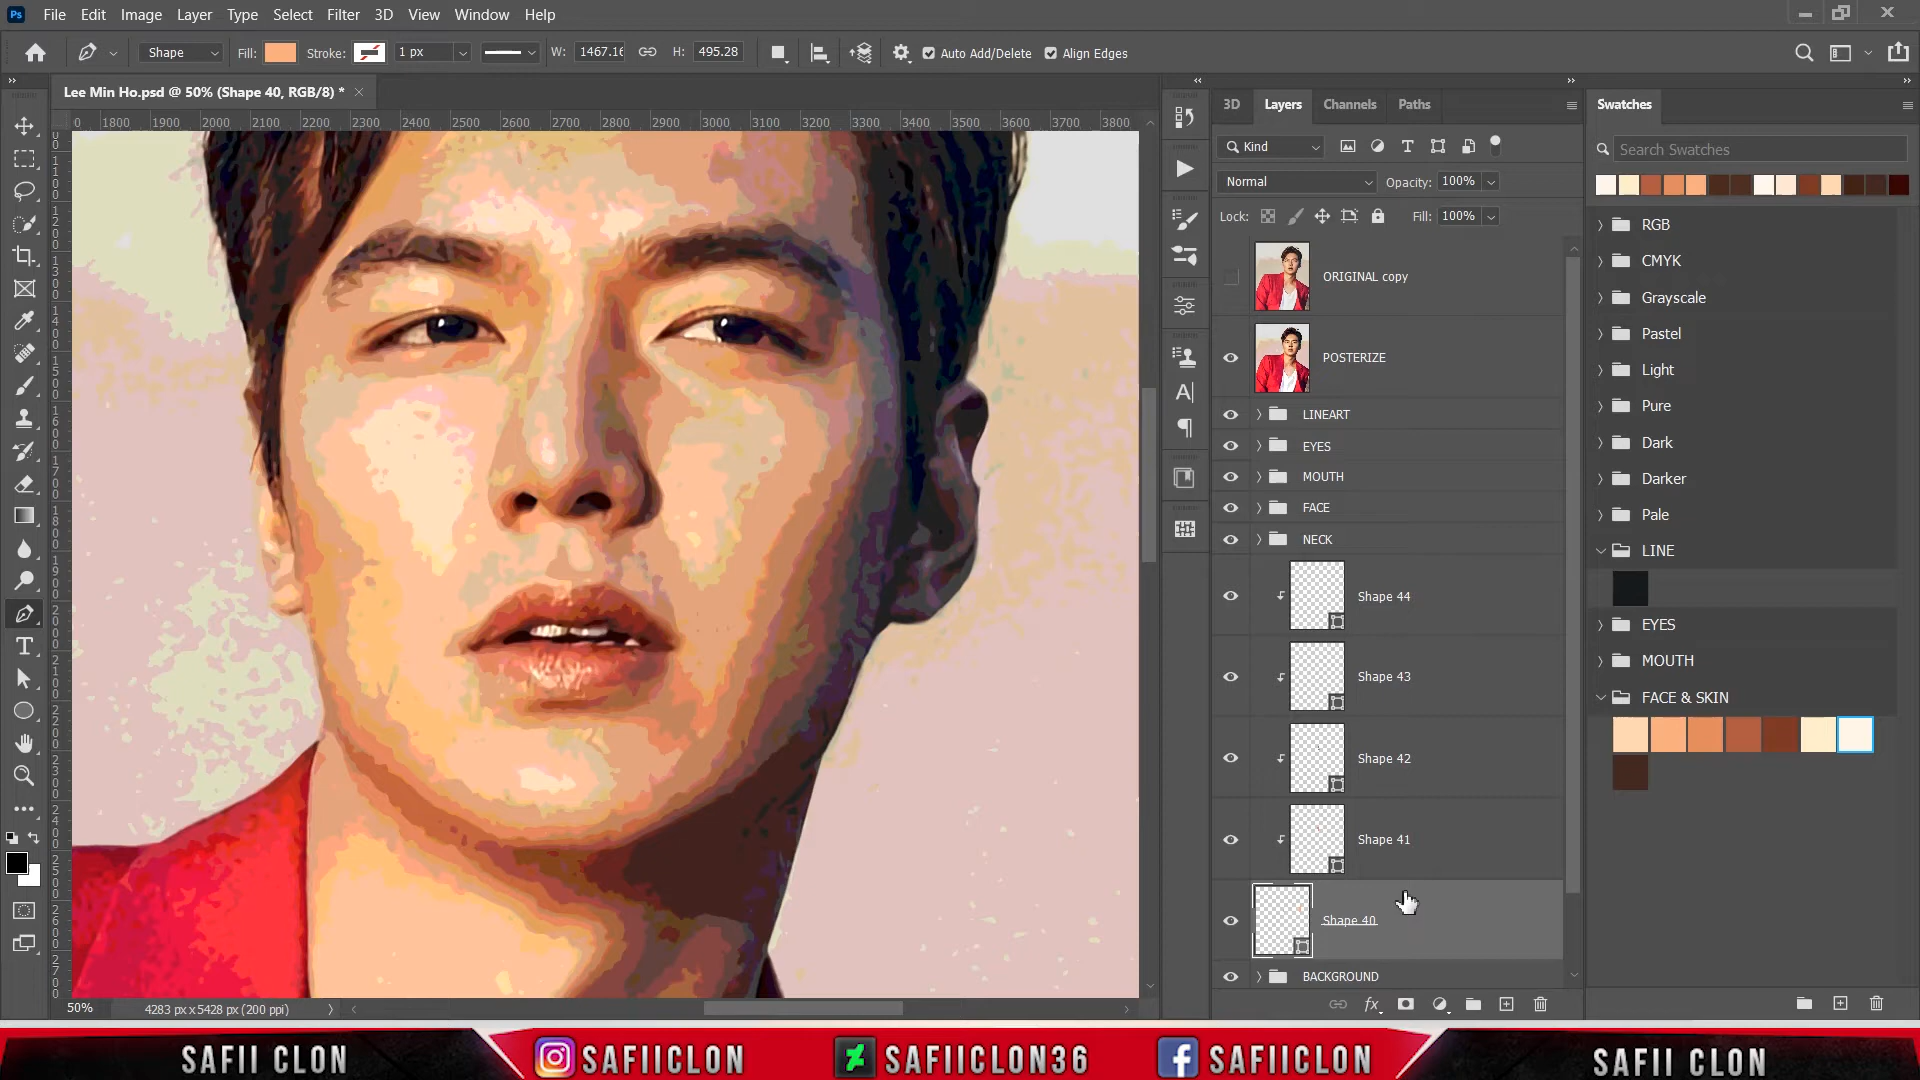 Ps File Edit Image Layer Type Select Filter 3D View Window Help
Shape Fill: Stroke: 1 px W: 1467.16 H: 495.28 Auto Add/Delete Align Edges
Lee Min Ho.psd @ 50% (Shape 40, RGB/8) *
0 1800 1900 2000 2100 2200 2300 2400 2500 2600 2700 2800 2900 3000 3100 3200 3300 3400 3500 3600 3700 3800
3D Layers Channels Paths
Kind
Normal Opacity: 100%
Lock: Fill: 100%
ORIGINAL copy
POSTERIZE
LINEART
EYES
MOUTH
FACE
NECK
Shape 44
Shape 43
Shape 42
Shape 41
Shape 40
BACKGROUND
Swatches
Search Swatches
RGB
CMYK
Grayscale
Pastel
Light
Pure
Dark
Darker
Pale
LINE
EYES
MOUTH
FACE & SKIN
50% 4283 px x 5428 px (200 ppi)
SAFII CLON SAFIICLON SAFIICLON36 SAFIICLON SAFII CLON